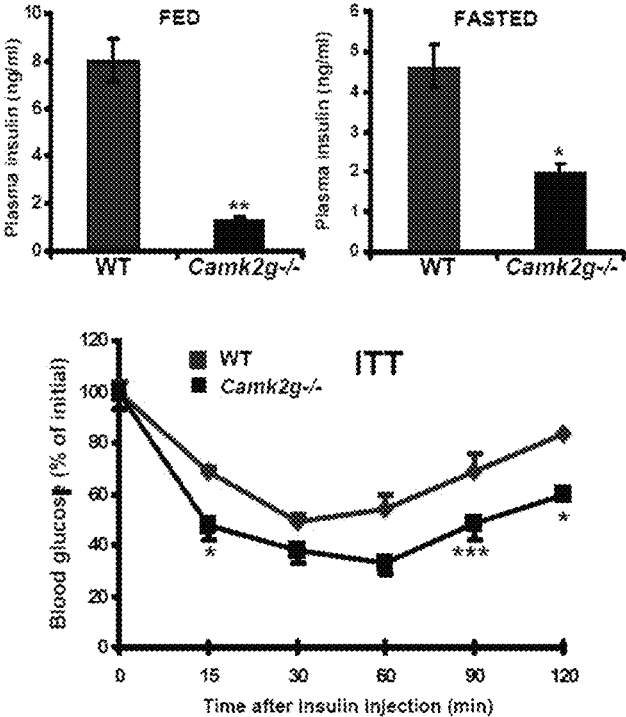 FED
Plasma insulin (ng/ml)
10
8
6
4
2
0
**
WT
Camk2g-/-
FASTED
Plasma insulin (ng/ml)
6
5
4
3
2
1
0
*
WT
Camk2g-/-
ITT
WT
Camk2g-/-
Blood glucose (% of initial)
120
100
80
60
40
20
0
*
***
*
0 15 30 60 90 120
Time after insulin injection (min)